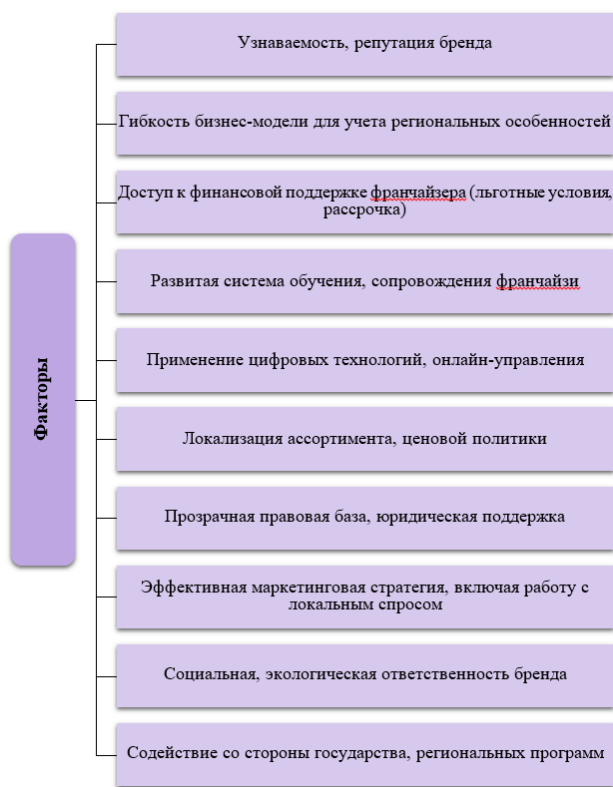 Факторы
Узнаваемость, репутация бренда
Гибкость бизнес-модели для учета региональных особенностей
Доступ к финансовой поддержке франчайзера (льготные условия,
рассрочка)
Развитая система обучения, сопровождения франчайзи
Применение цифровых технологий, онлайн-управления
Локализация ассортимента, ценовой политики
Прозрачная правовая база, юридическая поддержка
Эффективная маркетинговая стратегия, включая работу с
локальным спросом
Социальная, экологическая ответственность бренда
Содействие со стороны государства, региональных программ